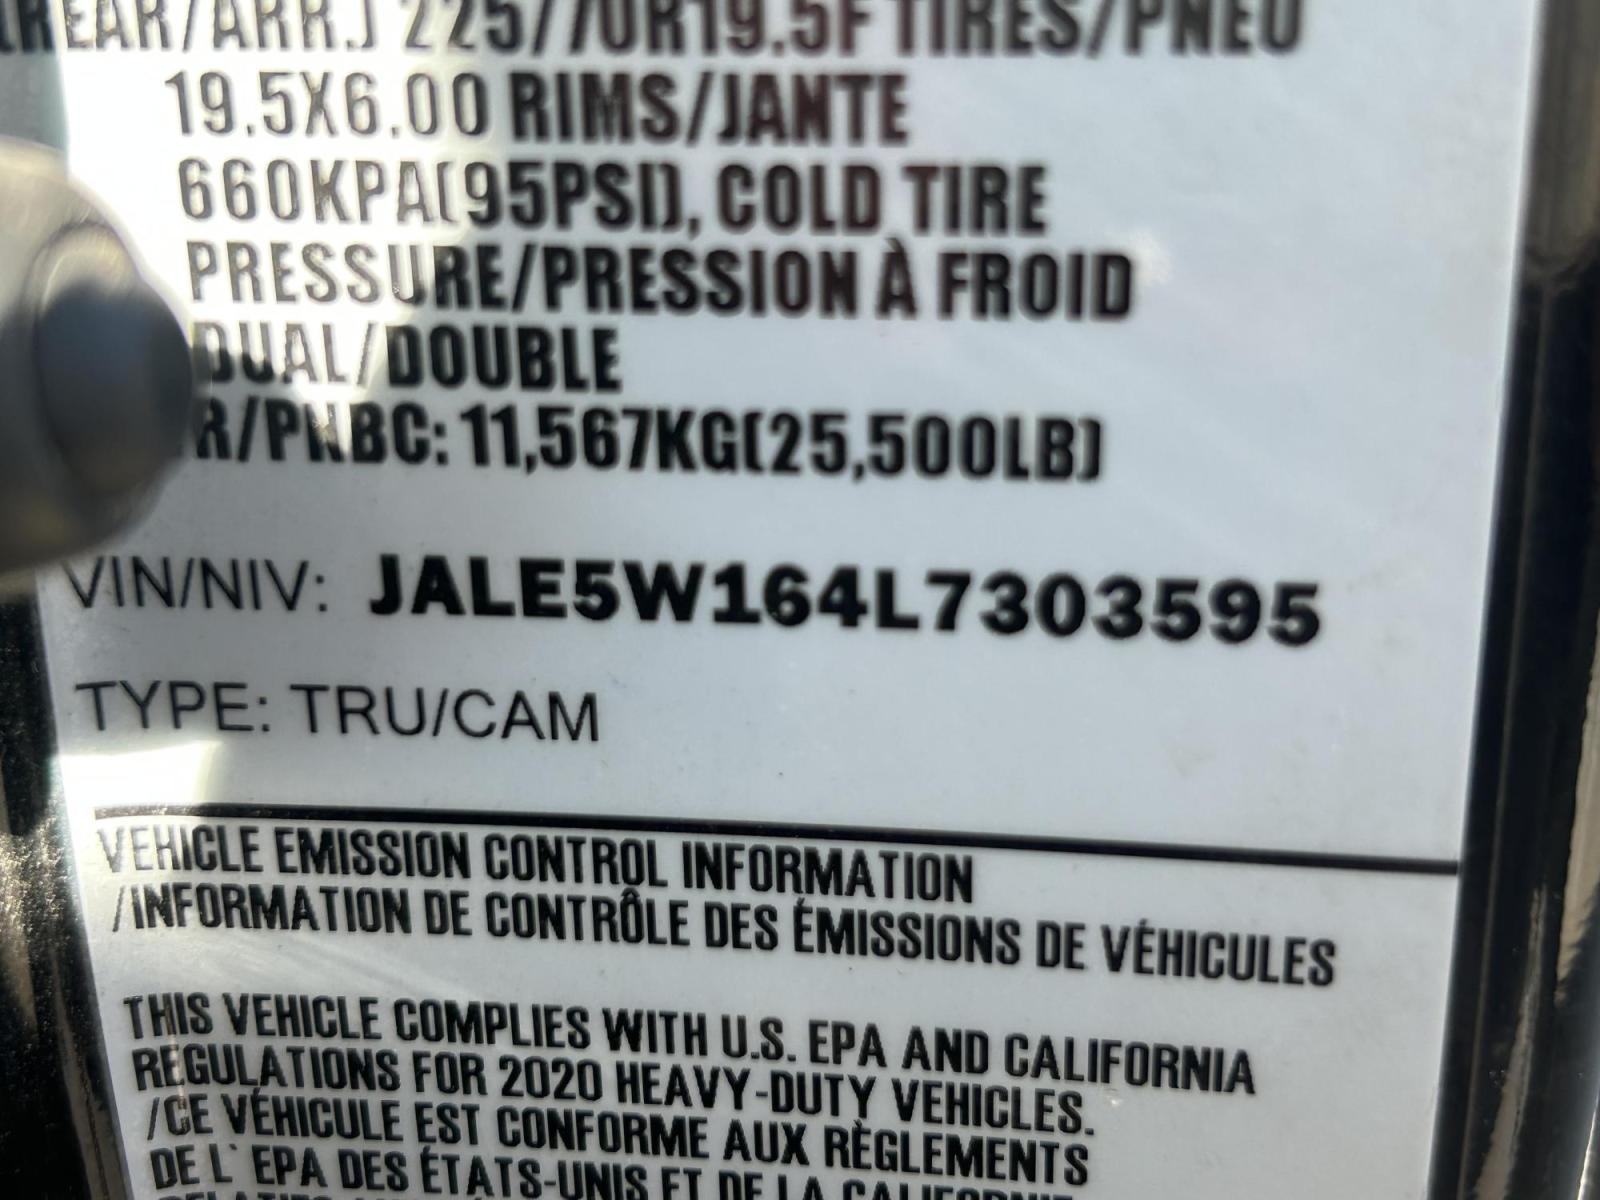 (REAR/ARR.) 225/70R19.5F TIRES/PNEU
19.5X6.00 RIMS/JANTE
660KPA(95PSI), COLD TIRE
PRESSURE/PRESSION À FROID
DUAL/DOUBLE
R/PNBC: 11,567KG(25,500LB)
VIN/NIV: JALE5W164L7303595
TYPE: TRU/CAM
VEHICLE EMISSION CONTROL INFORMATION
/INFORMATION DE CONTRÔLE DES ÉMISSIONS DE VÉHICULES
THIS VEHICLE COMPLIES WITH U.S. EPA AND CALIFORNIA
REGULATIONS FOR 2020 HEAVY-DUTY VEHICLES.
/CE VÉHICULE EST CONFORME AUX RÈGLEMENTS
DE L'EPA DES ÉTATS-UNIS ET DE LA CALIFORNIE